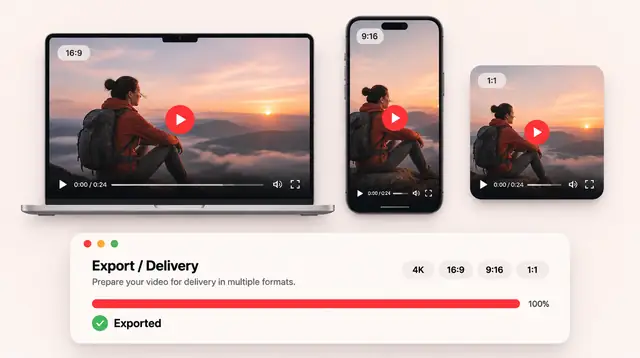 16:9
0:00 / 0:24
9:16
0:00 / 0:24
1:1
0:00 / 0:24
Export / Delivery
Prepare your video for delivery in multiple formats.
4K
16:9
9:16
1:1
100%
Exported